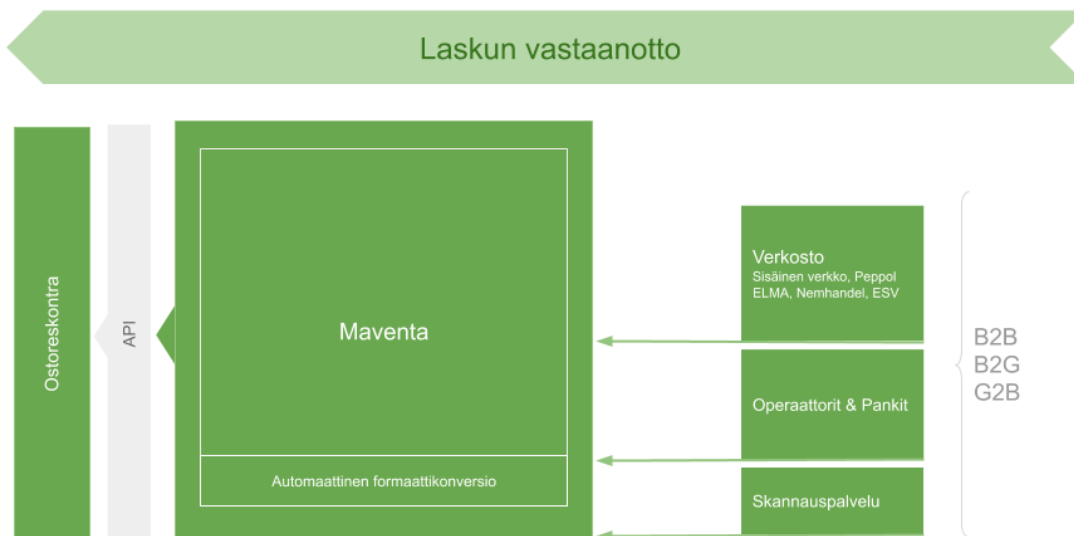 Laskun vastaanotto
Ostoreskontra
API
Maventa
Automaattinen formaattikonversio
Verkosto
Sisäinen verkko, Peppol
ELMA, Nemhandel, ESV
Operaattorit & Pankit
Skannauspalvelu
B2B
B2G
G2B